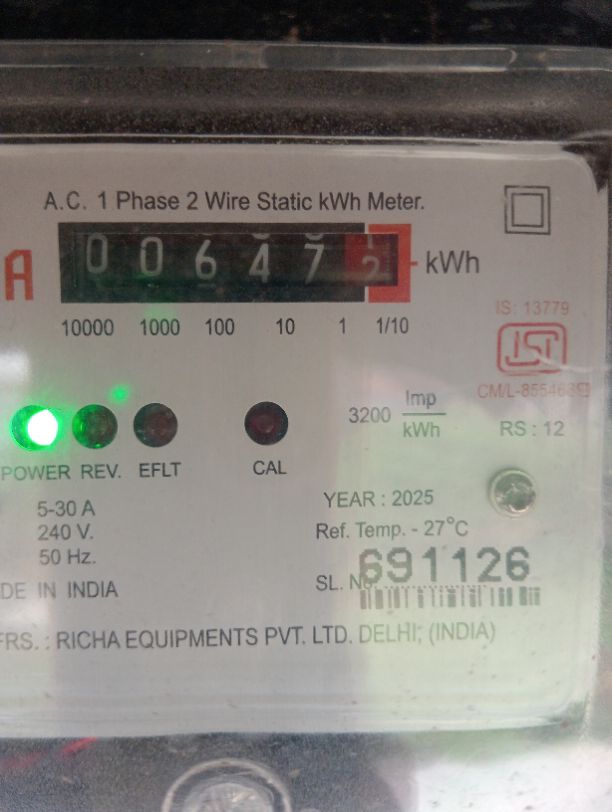 A.C. 1 Phase 2 Wire Static kWh Meter.
A 0 0 6 4 7 2 kWh
10000 1000 100 10 1 1/10
IS: 13779
ISI
3200 Imp/kWh
RS : 12
POWER REV. EFLT CAL
5-30 A
240 V.
50 Hz.
YEAR : 2025
Ref. Temp. - 27°C
SL. No. 691126
DE IN INDIA
FRS. : RICHA EQUIPMENTS PVT. LTD. DELHI, (INDIA)